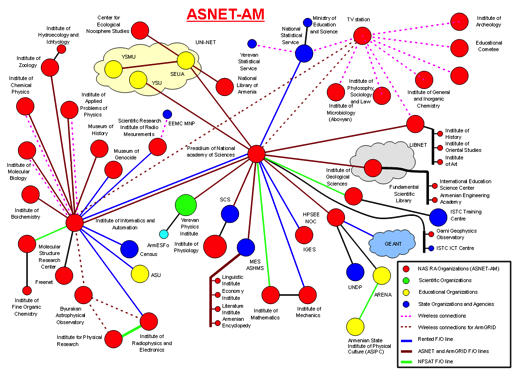 ASNET-AM
Center for
Ecological
Noosphere Studies
UNI-NET
National
Statistical
Service
Ministry of
Education and Science
TV station
Institute of
Archeology
Institute of
Hydroecology and
Ichtyology
YSMU
SEUA
YSU
Yerevan
Statistical
Service
Educational
Cometee
Institute of
Zoology
National
Library of
Armenia
Institute of
Phylosophy,
Sociology
and Law
Institute of General
and Inorganic
Chemistry
Institute of
Chemical
Physics
Institute of
Applied
Problems of
Physics
Scientific Research
Institute of Radio
Meaurements
EEMC MNP
Institute of
Microbiology
(Abovyan)
Museum of
History
LIBNET
Institute of
History
Institute of
Oriental Studies
Institute
of Art
Museum of
Genocide
Presidium of National
academy of Sciences
Institute of
Molecular
Biology
Institute of
Geological
Sciences
Fundamental
Scientific Library
International Education
Science Center
Armenian Engineering
Academy
Institute of
Biochemistry
Institute of Informatics and
Automation
SCS
HPSEE
NOC
ISTC Training
Centre
Garni Geophysics
Observatory
ISTC ICT Centre
Yerevan Physics
Institute
Census
ArmESFo
Institute of
Physiology
MES
ASHMS
IGES
GEANT
Molecular Structure
Research Center
ASU
Freenet
UNDP
ARENA
Linguistic
Institute
Economy
Institute
Literature
Institute
Armenian
Encyclopedy
Institute of
Fine Organic
Chemistry
Byurakan
Astrophysical
Observatory
Institute for Physical
Research
Institute of
Radiophysics and
Electronics
Institute of
Mathematics
Institute of
Mechanics
Armenian State
Institute of Physical
Culture (ASIPC)
NAS RA Organizations (ASNET-AM)
Scientific Organizations
Educational Organizations
State Organizations and Agencies
Wireless connections
Wireless connections for ArmGRID
Rented F/O line
ASNET and ArmGRID F/O lines
NFSAT F/O line